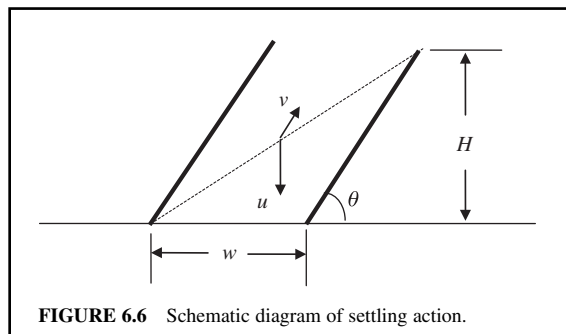 v
H
u
θ
w
FIGURE 6.6 Schematic diagram of settling action.